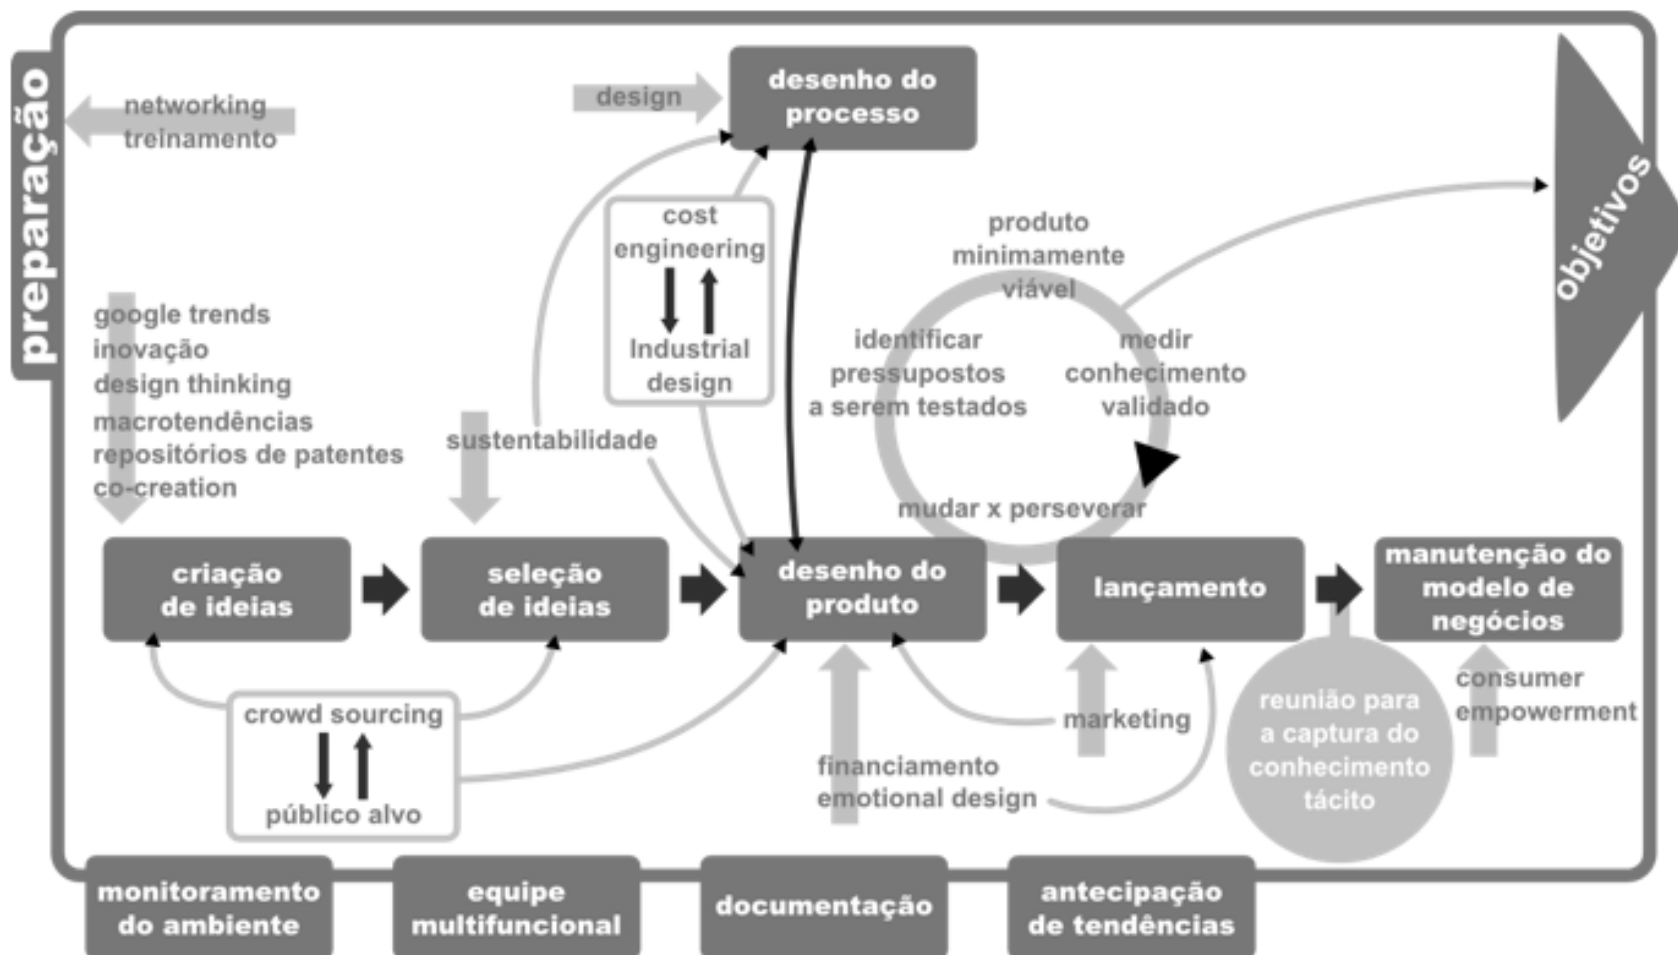 preparação
networking
treinamento
design
desenho do
processo
cost
engineering
Industrial
design
produto
minimamente
viável
identificar
pressupostos
a serem testados
medir
conhecimento
validado
mudar x perseverar
objetivos
google trends
inovação
design thinking
macrotendências
repositórios de patentes
co-creation
sustentabilidade
criação
de ideias
seleção
de ideias
desenho do
produto
lançamento
manutenção do
modelo de
negócios
crowd sourcing
público alvo
financiamento
emotional design
marketing
reunião para
a captura do
conhecimento
tácito
consumer
empowerment
monitoramento
do ambiente
equipe
multifuncional
documentação
antecipação
de tendências